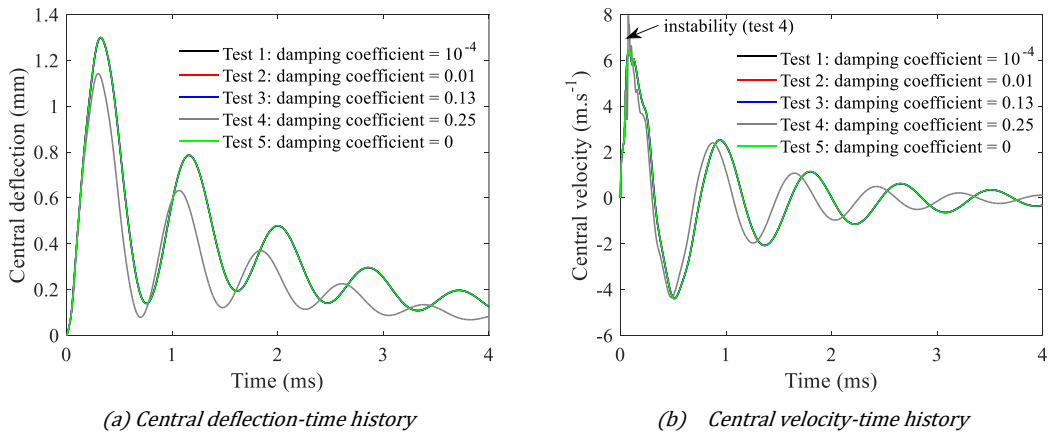 1.4
1.2
1
0.8
0.6
0.4
0.2
0
Central deflection (mm)
Test 1: damping coefficient = 10-4
Test 2: damping coefficient = 0.01
Test 3: damping coefficient = 0.13
Test 4: damping coefficient = 0.25
Test 5: damping coefficient = 0
0 1 2 3 4
Time (ms)
(a) Central deflection-time history
8
6
4
2
0
-2
-4
-6
Central velocity (m.s-1)
instability (test 4)
Test 1: damping coefficient = 10-4
Test 2: damping coefficient = 0.01
Test 3: damping coefficient = 0.13
Test 4: damping coefficient = 0.25
Test 5: damping coefficient = 0
0 1 2 3 4
Time (ms)
(b) Central velocity-time history